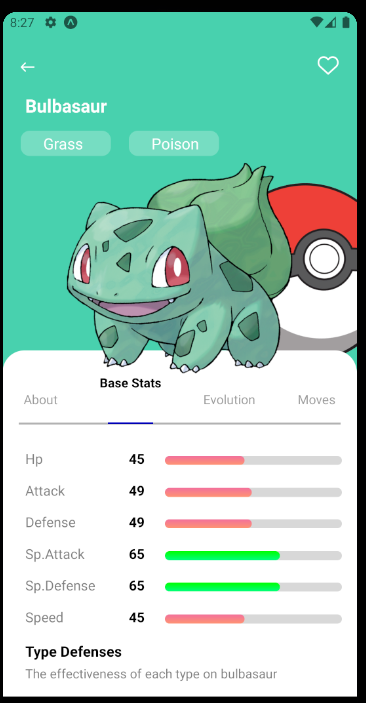 8:27
Bulbasaur
Grass Poison
Base Stats
About Evolution Moves
Hp 45
Attack 49
Defense 49
Sp.Attack 65
Sp.Defense 65
Speed 45
Type Defenses
The effectiveness of each type on bulbasaur